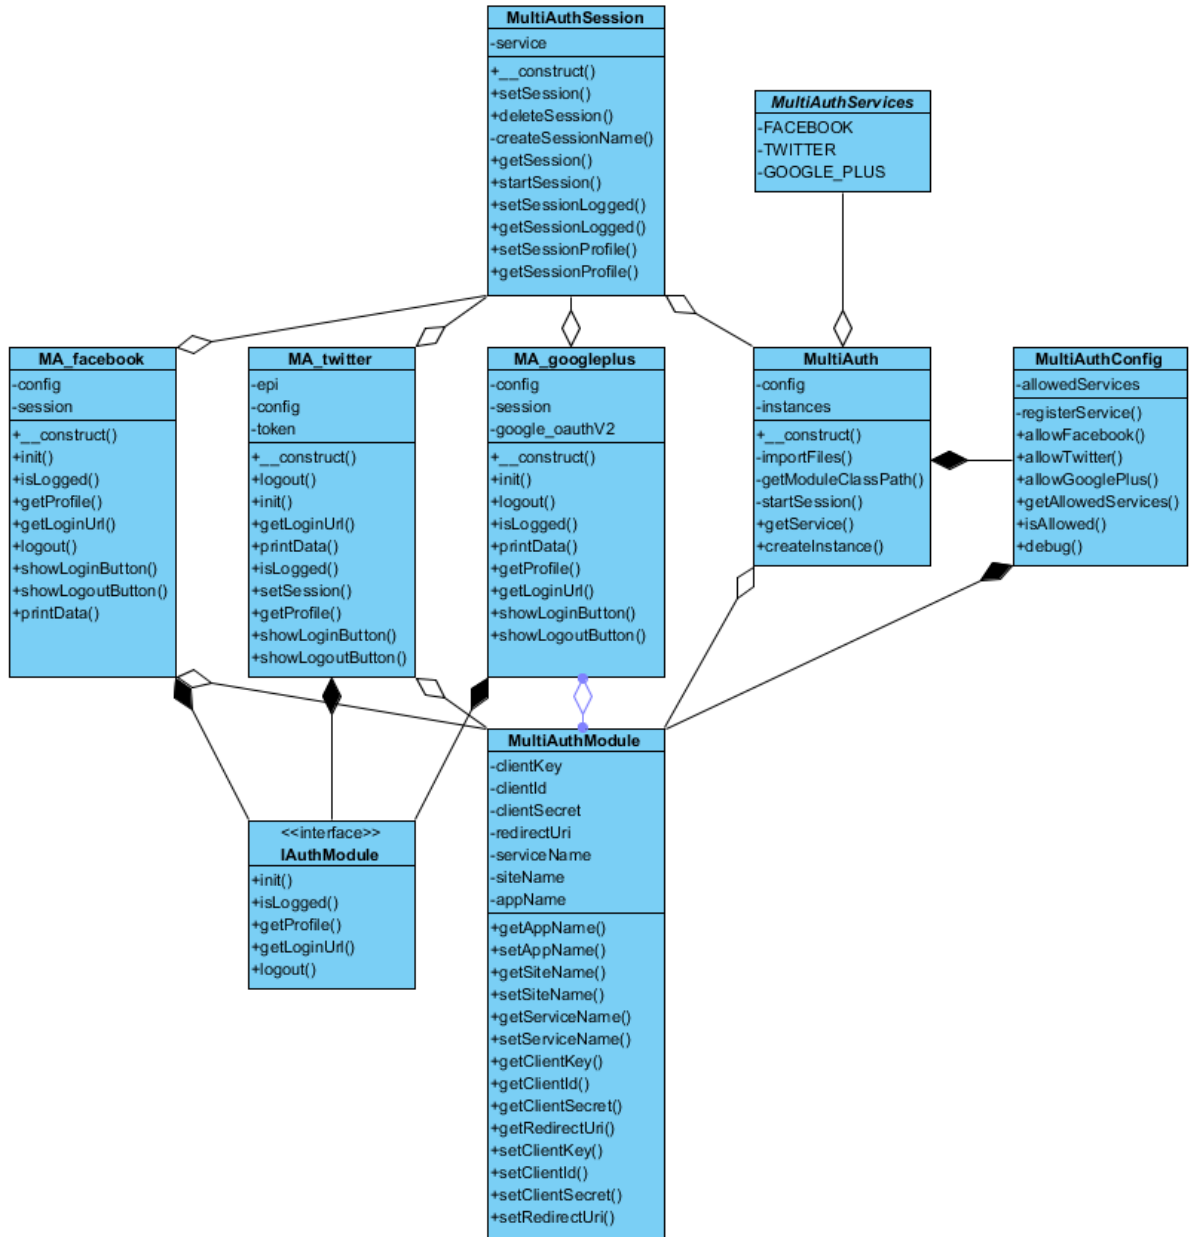 MultiAuthSession
-service
+__construct()
+setSession()
+deleteSession()
-createSessionName()
+getSession()
+startSession()
+setSessionLogged()
+getSessionLogged()
+setSessionProfile()
+getSessionProfile()
MultiAuthServices
-FACEBOOK
-TWITTER
-GOOGLE_PLUS
MA_facebook
-config
-session
+__construct()
+init()
+isLogged()
+getProfile()
+getLoginUrl()
+logout()
+showLoginButton()
+showLogoutButton()
+printData()
MA_twitter
-epi
-config
-token
+__construct()
+logout()
+init()
+getLoginUrl()
+printData()
+isLogged()
+setSession()
+getProfile()
+showLoginButton()
+showLogoutButton()
MA_googleplus
-config
-session
-google_oauthV2
+__construct()
+init()
+logout()
+isLogged()
+printData()
+getProfile()
+getLoginUrl()
+showLoginButton()
+showLogoutButton()
MultiAuth
-config
-instances
+__construct()
-importFiles()
-getModuleClassPath()
-startSession()
+getService()
+createInstance()
MultiAuthConfig
-allowedServices
-registerService()
+allowFacebook()
+allowTwitter()
+allowGooglePlus()
+getAllowedServices()
+isAllowed()
+debug()
<<interface>>
IAuthModule
+init()
+isLogged()
+getProfile()
+getLoginUrl()
+logout()
MultiAuthModule
-clientKey
-clientId
-clientSecret
-redirectUri
-serviceName
-siteName
-appName
+getAppName()
+setAppName()
+getSiteName()
+setSiteName()
+getServiceName()
+setServiceName()
+getClientKey()
+getClientId()
+getClientSecret()
+getRedirectUri()
+setClientKey()
+setClientId()
+setClientSecret()
+setRedirectUri()